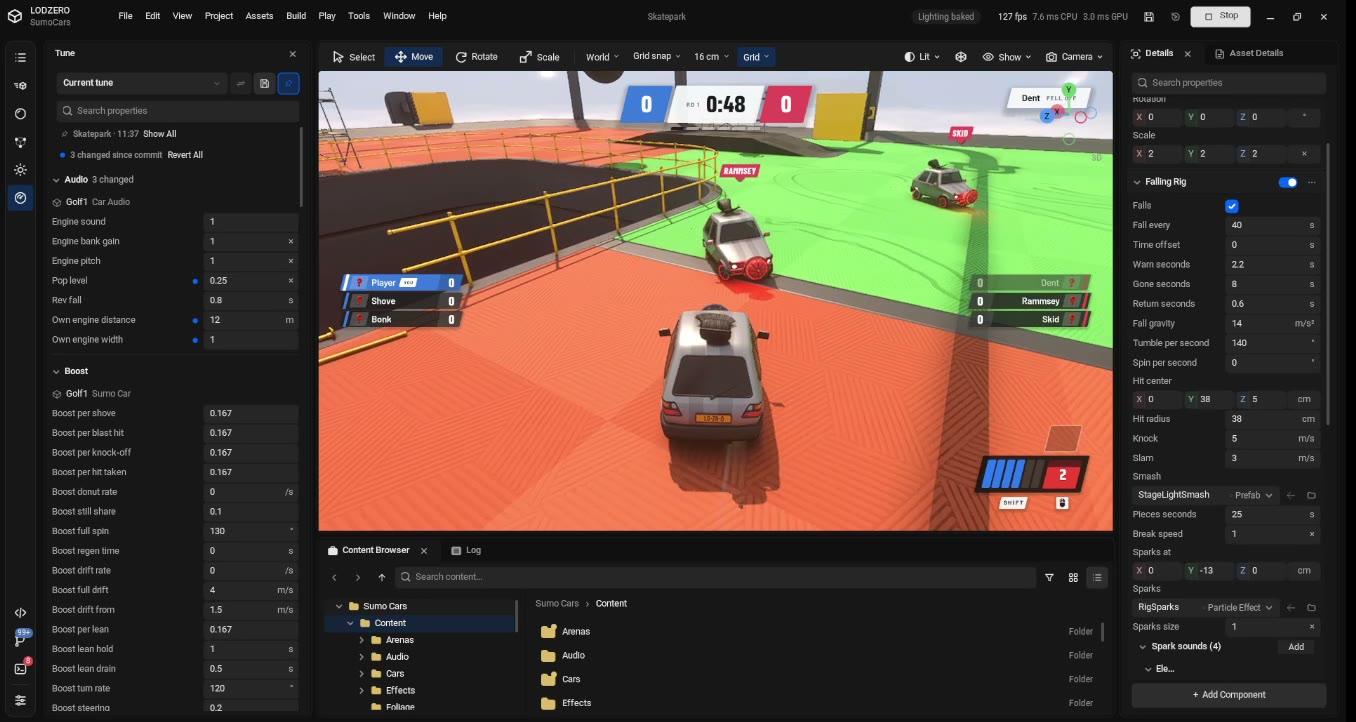 LODZERO
SumoCars
File Edit View Project Assets Build Play Tools Window Help
Skatepark
Lighting baked
127 fps 7.6 ms CPU 3.0 ms GPU
Stop
Tune
Current tune
Search properties
Skatepark · 11:37 Show All
3 changed since commit Revert All
Audio 3 changed
Golf1 Car Audio
Engine sound 1
Engine bank gain 1 ×
Engine pitch 1 ×
Pop level 0.25 ×
Rev fall 0.8 s
Own engine distance 12 m
Own engine width 1
Boost
Golf1 Sumo Car
Boost per shove 0.167
Boost per blast hit 0.167
Boost per knock-off 0.167
Boost per hit taken 0.167
Boost donut rate 0 /s
Boost still share 0.1
Boost full spin 130 °
Boost regen time 0 s
Boost drift rate 0 /s
Boost full drift 4 m/s
Boost drift from 1.5 m/s
Boost per lean 0.167
Boost lean hold 1 s
Boost lean drain 0.5 s
Boost turn rate 120 °
Boost steering 0.2
99+
8
Select Move Rotate Scale World Grid snap 16 cm Grid Lit Show Camera
0 RD 1 0:48 0
Dent FELL OFF
Y
Z X
3D
SKID
RAMMSEY
Player YOU 0
Shove 0
Bonk 0
0 Dent
0 Rammsey
0 Skid
2
SHIFT
Content Browser
Log
Search content...
Sumo Cars
Content
Arenas
Audio
Cars
Effects
Foliage
Sumo Cars › Content
Arenas Folder
Audio Folder
Cars Folder
Effects Folder
Details
Asset Details
Search properties
Rotation
X 0 Y 0 Z 0 °
Scale
X 2 Y 2 Z 2 ×
Falling Rig
Falls
Fall every 40 s
Time offset 0 s
Warn seconds 2.2 s
Gone seconds 8 s
Return seconds 0.6 s
Fall gravity 14 m/s²
Tumble per second 140 °
Spin per second 0 °
Hit center
X 0 Y 38 Z 5 cm
Hit radius 38 cm
Knock 5 m/s
Slam 3 m/s
Smash
StageLightSmash · Prefab
Pieces seconds 25 s
Break speed 1 ×
Sparks at
X 0 Y -13 Z 0 cm
Sparks
RigSparks · Particle Effect
Sparks size 1 ×
Spark sounds (4) Add
Ele...
+ Add Component